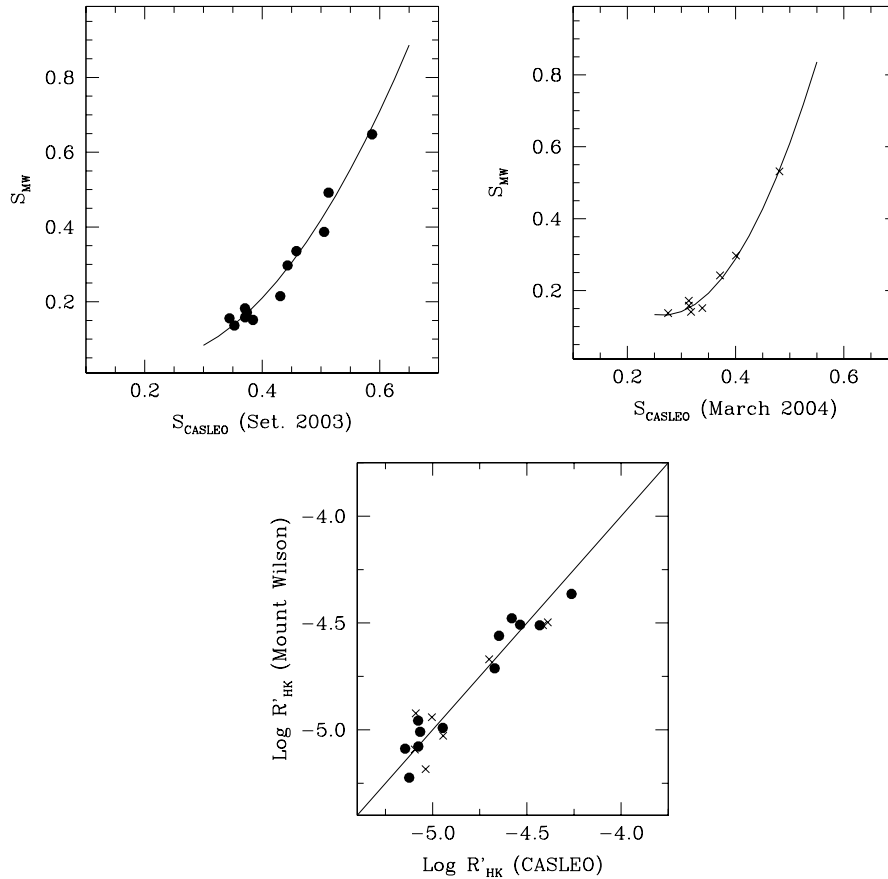 0.8
0.6
0.4
0.2
S_MW
0.2 0.4 0.6
S_CASLEO (Set. 2003)
0.8
0.6
0.4
0.2
S_MW
0.2 0.4 0.6
S_CASLEO (March 2004)
−4.0
−4.5
−5.0
Log R'_HK (Mount Wilson)
−5.0 −4.5 −4.0
Log R'_HK (CASLEO)